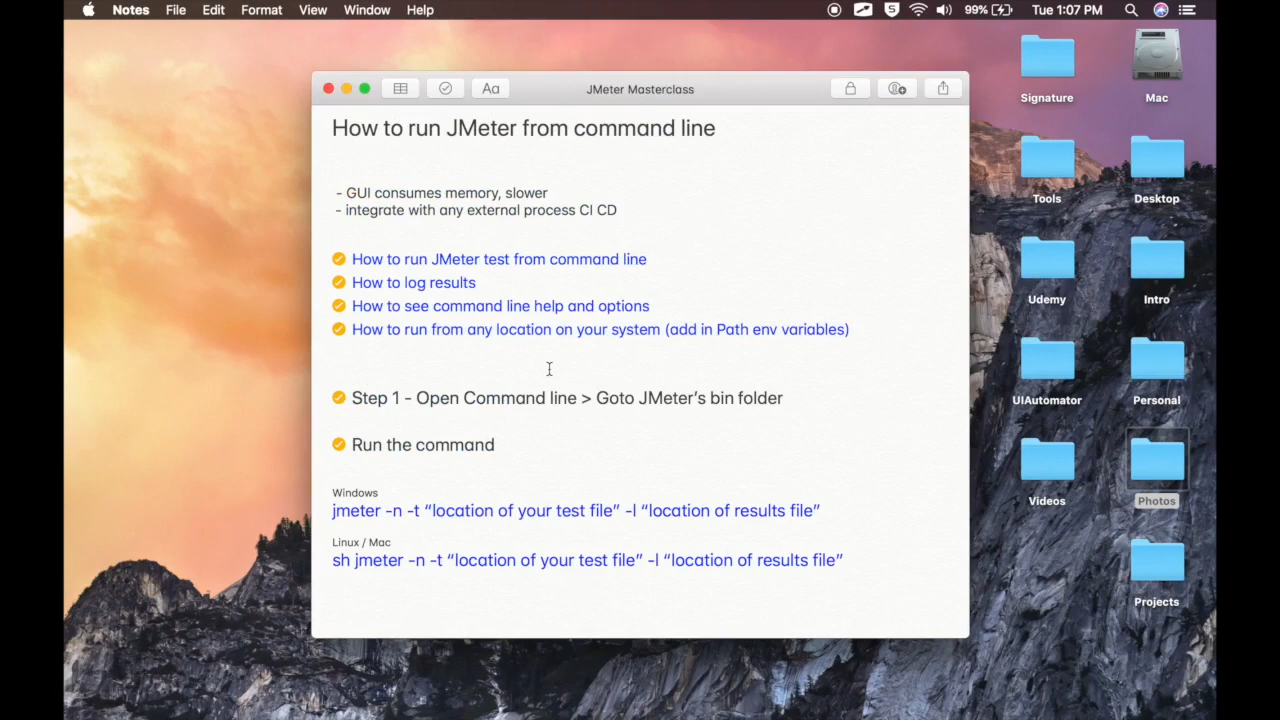 Notes File Edit Format View Window Help 99% Tue 1:07 PM
JMeter Masterclass
How to run JMeter from command line
- GUI consumes memory, slower
- integrate with any external process CI CD
How to run JMeter test from command line
How to log results
How to see command line help and options
How to run from any location on your system (add in Path env variables)
Step 1 - Open Command line > Goto JMeter’s bin folder
Run the command
Windows
jmeter -n -t “location of your test file” -l “location of results file”
Linux / Mac
sh jmeter -n -t “location of your test file” -l “location of results file”
Signature Mac
Tools Desktop
Udemy Intro
UIAutomator Personal
Videos Photos
Projects